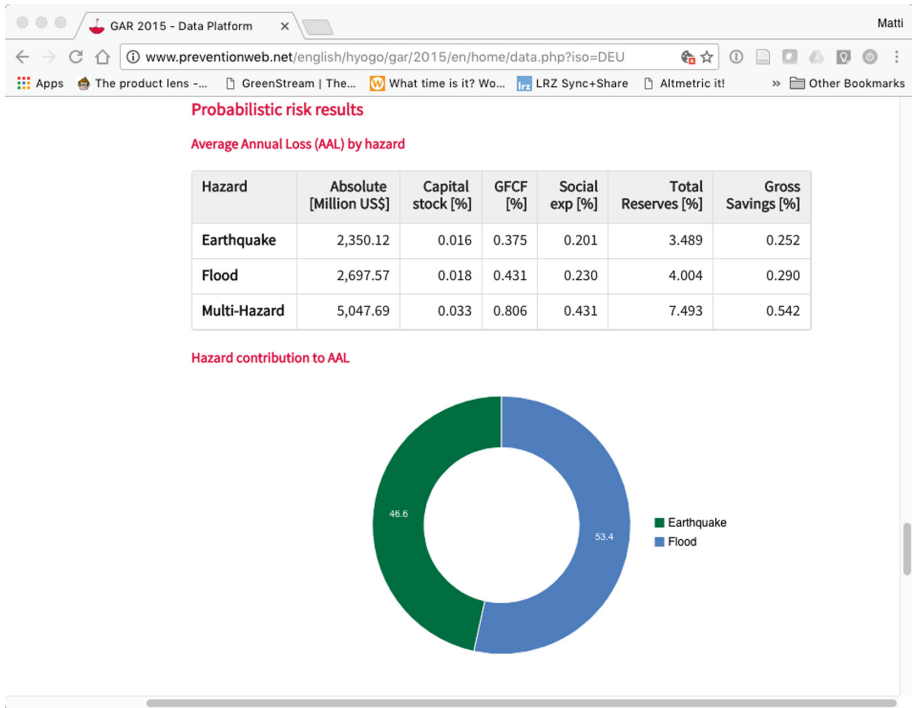 GAR 2015 - Data Platform
Matti
www.preventionweb.net/english/hyogo/gar/2015/en/home/data.php?iso=DEU
Apps The product lens -... GreenStream | The... What time is it? Wo... lrz LRZ Sync+Share Altmetric it! » Other Bookmarks
Probabilistic risk results
Average Annual Loss (AAL) by hazard
Hazard Absolute [Million US$] Capital stock [%] GFCF [%] Social exp [%] Total Reserves [%] Gross Savings [%]
Earthquake 2,350.12 0.016 0.375 0.201 3.489 0.252
Flood 2,697.57 0.018 0.431 0.230 4.004 0.290
Multi-Hazard 5,047.69 0.033 0.806 0.431 7.493 0.542
Hazard contribution to AAL
46.6
53.4
Earthquake
Flood